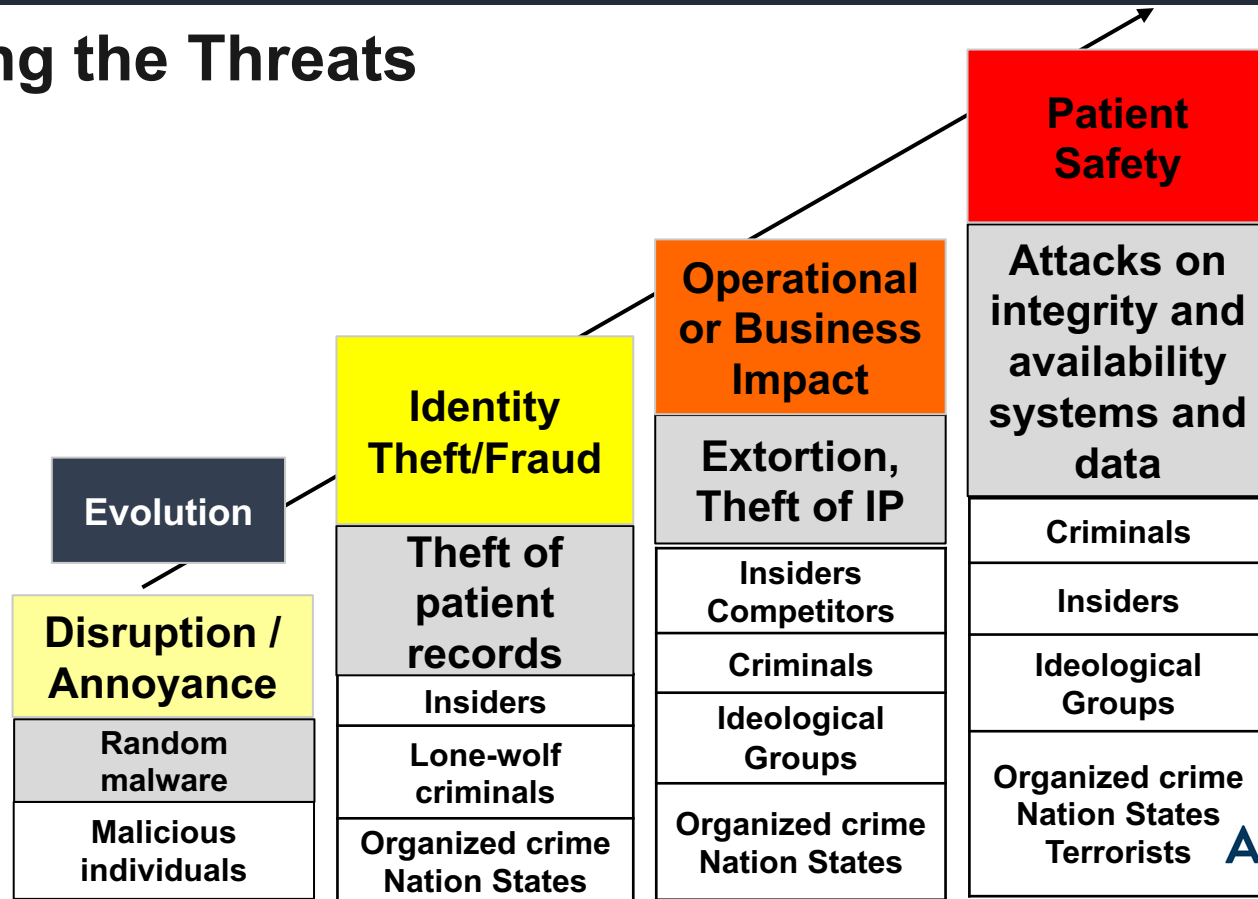 ng the Threats
Evolution
Disruption /
Annoyance
Random
malware
Malicious
individuals
Identity
Theft/Fraud
Theft of
patient
records
Insiders
Lone-wolf
criminals
Organized crime
Nation States
Operational
or Business
Impact
Extortion,
Theft of IP
Insiders
Competitors
Criminals
Ideological
Groups
Organized crime
Nation States
Patient
Safety
Attacks on
integrity and
availability
systems and
data
Criminals
Insiders
Ideological
Groups
Organized crime
Nation States
Terrorists
A